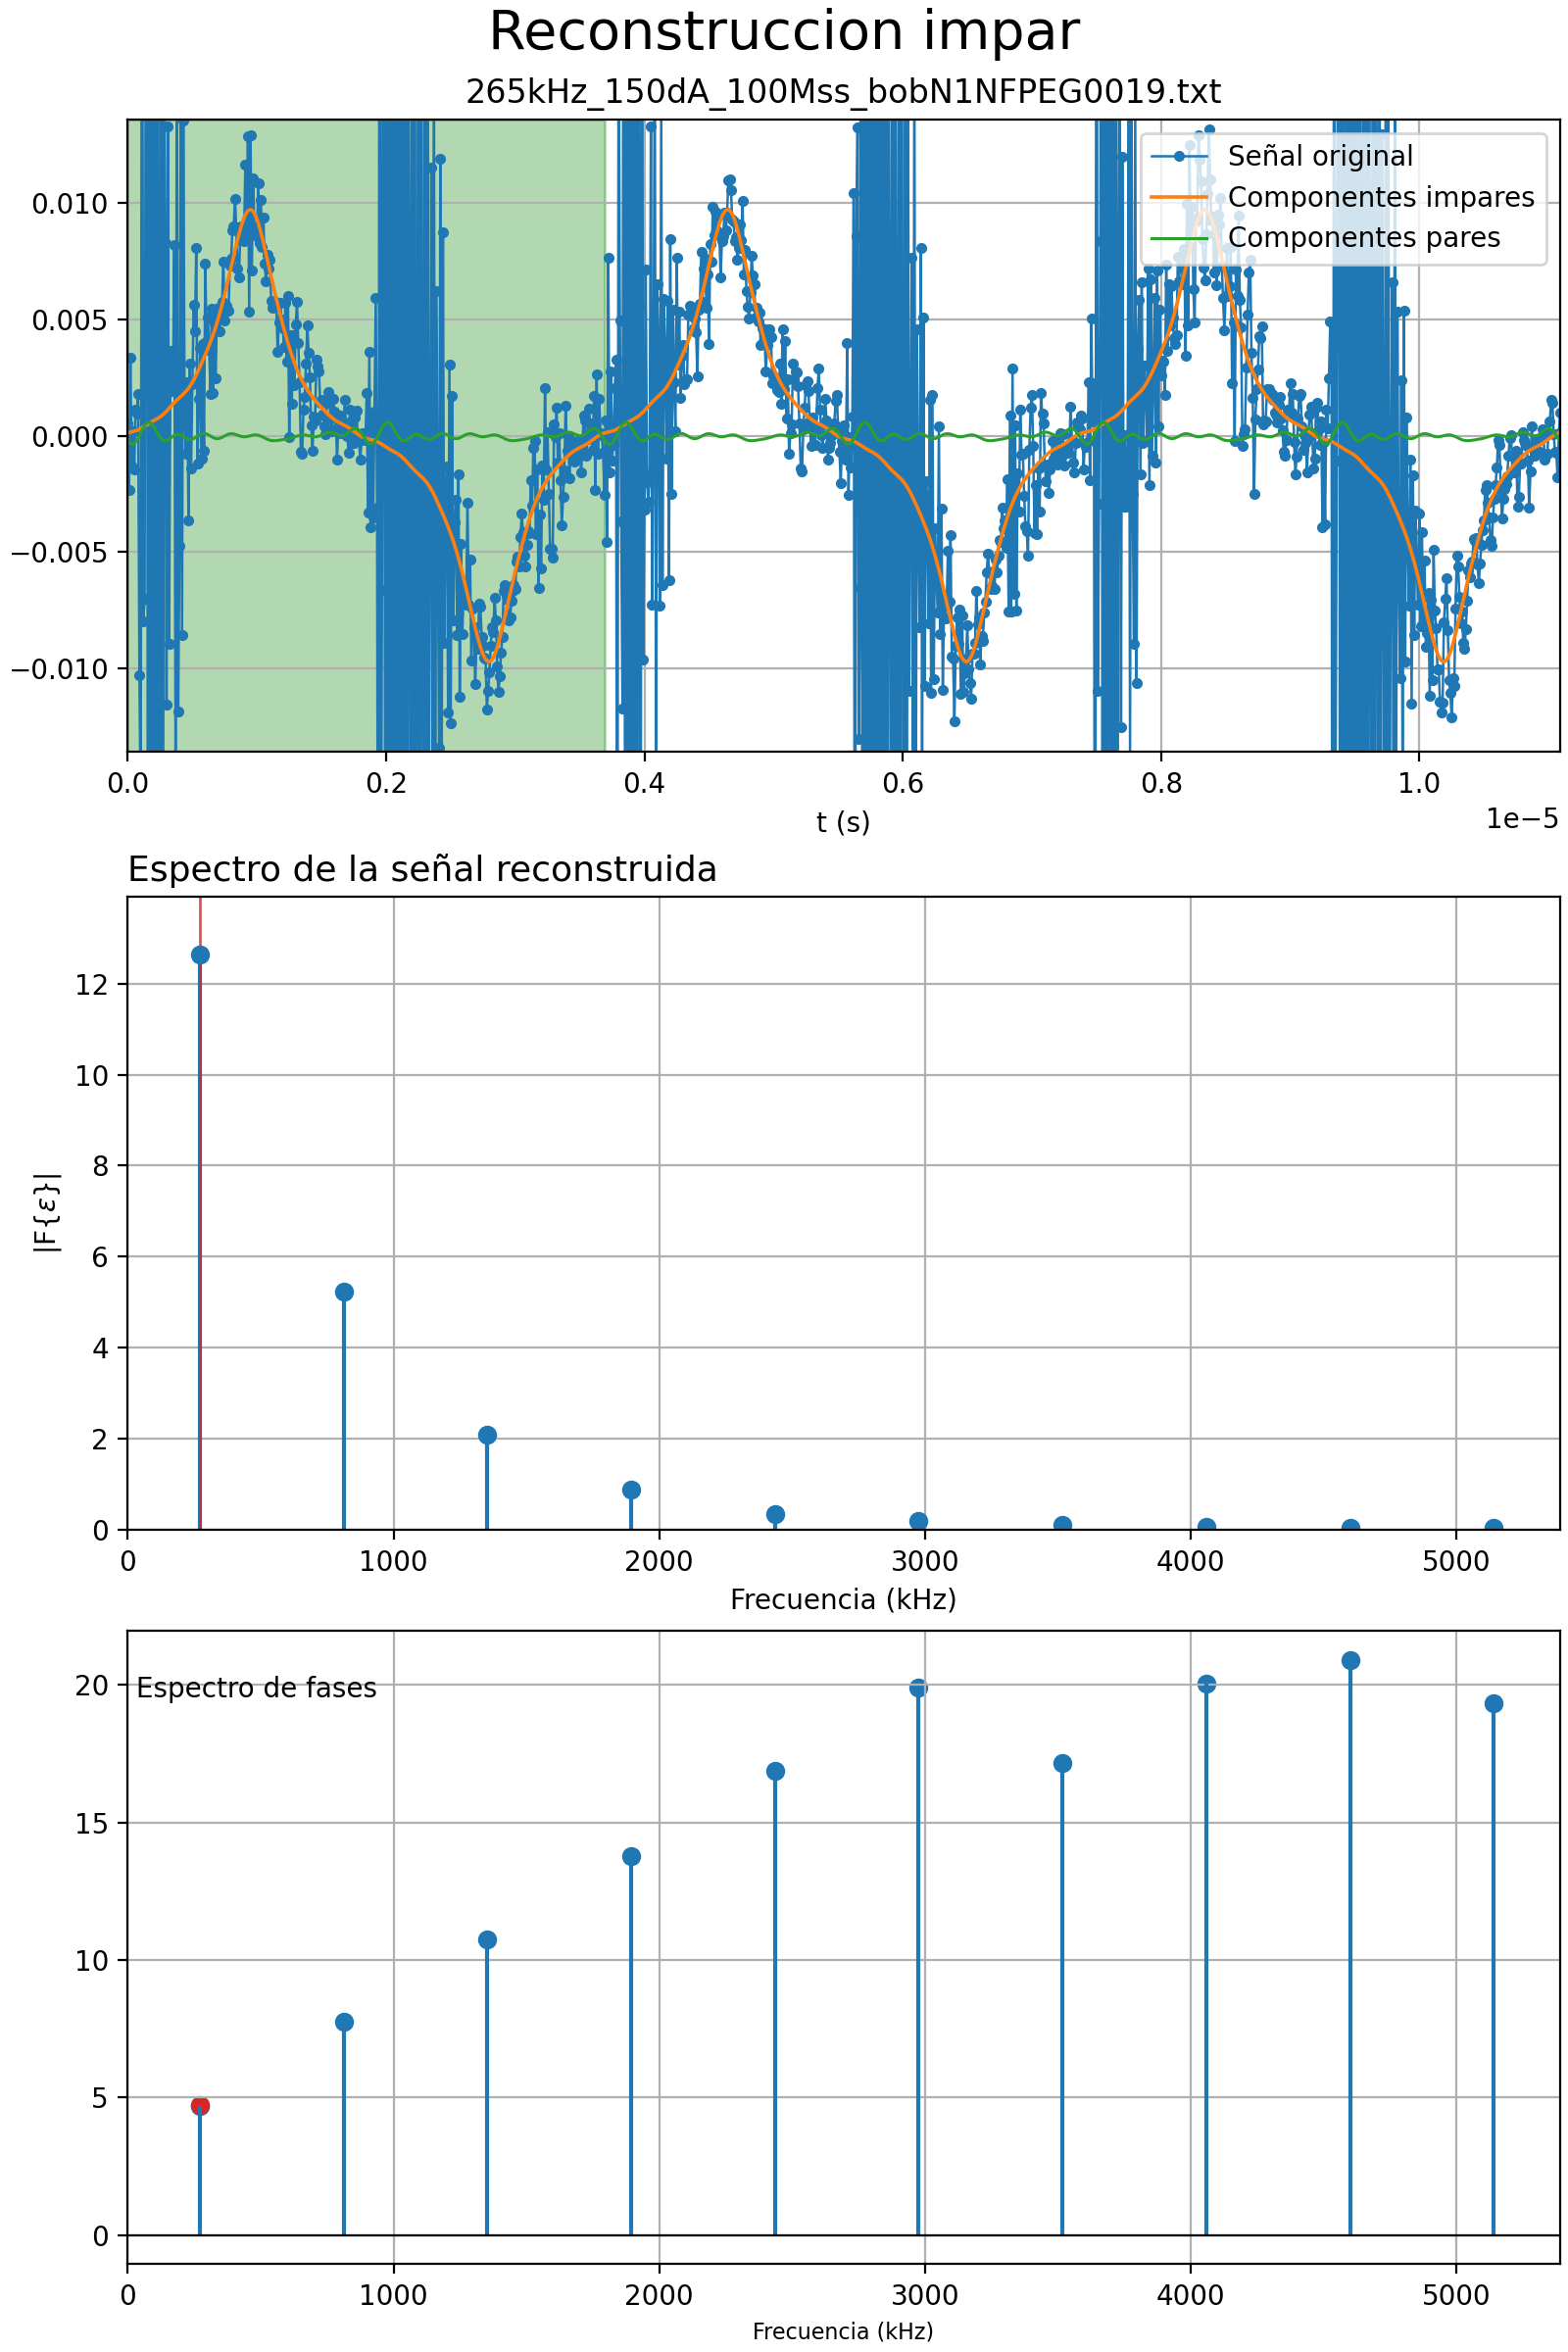 Reconstruccion impar
265kHz_150dA_100Mss_bobN1NFPEG0019.txt
Señal original
Componentes impares
Componentes pares
0.010
0.005
0.000
−0.005
−0.010
0.0 0.2 0.4 0.6 0.8 1.0
1e−5
t (s)
Espectro de la señal reconstruida
12
10
8
6
4
2
0
|F{ε}|
0 1000 2000 3000 4000 5000
Frecuencia (kHz)
Espectro de fases
20
15
10
5
0
0 1000 2000 3000 4000 5000
Frecuencia (kHz)